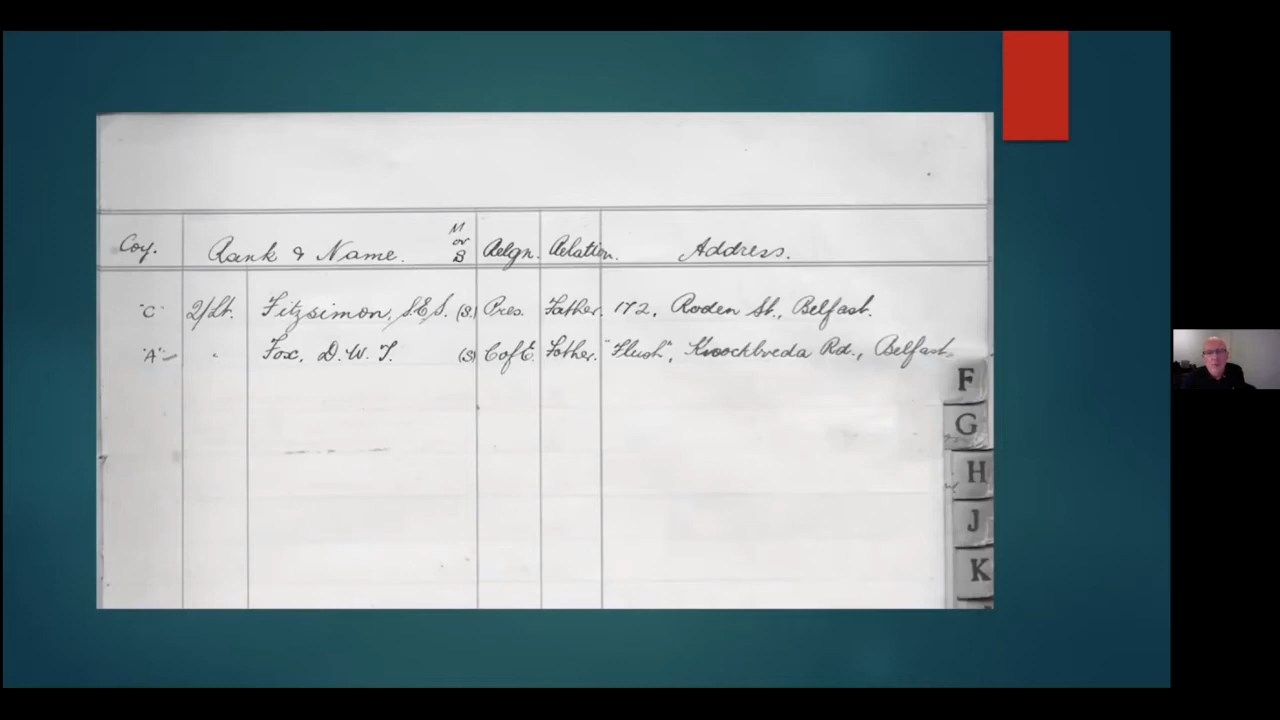 Coy. Rank & Name. M or S Relgn. Relation. Address.
"C" 2/Lt. Fitzsimon, S.E.S. (S.) Pres. Father. 172, Roden St., Belfast.
"A" " Fox, D.W.T. (S) C of E. Father. "Flush", Knockbreda Rd., Belfast.
F
G
H
J
K